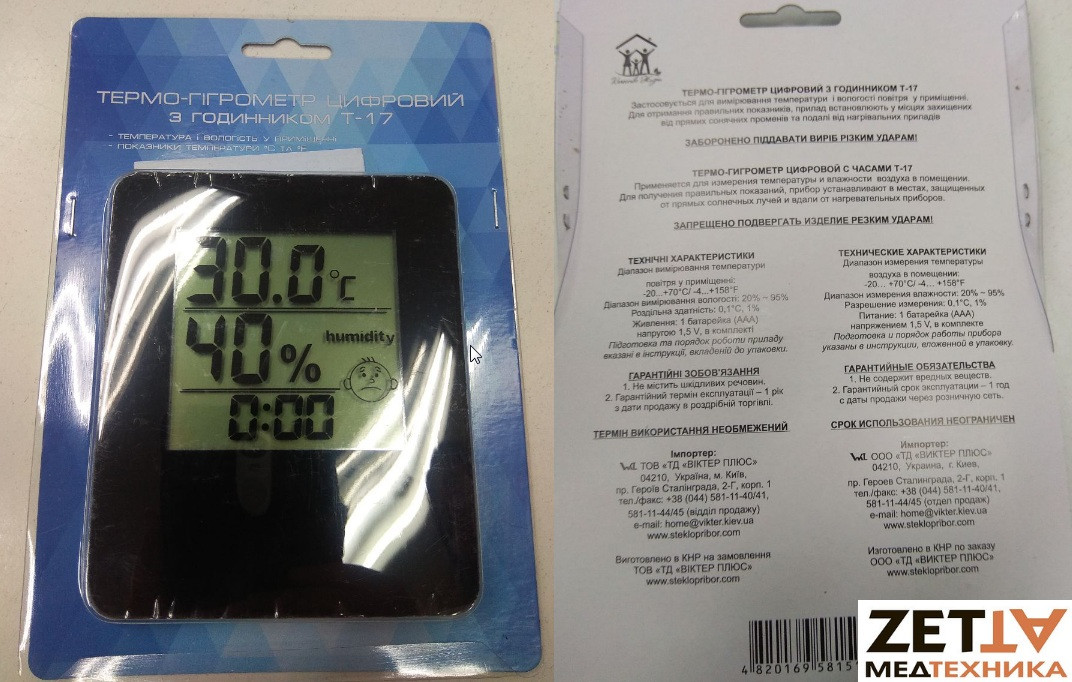 ТЕРМО-ГІГРОМЕТР ЦИФРОВИЙ
З ГОДИННИКОМ Т-17
- ТЕМПЕРАТУРА І ВОЛОГІСТЬ У ПРИМІЩЕННІ
- ПОКАЗНИКИ ТЕМПЕРАТУРИ °C ТА °F
30.0 °C
40 % humidity
0:00
ТЕРМО-ГІГРОМЕТР ЦИФРОВИЙ З ГОДИННИКОМ Т-17
Застосовується для вимірювання температури і вологості повітря у приміщенні.
Для отримання правильних показників, прилад встановлюють у місцях захищених
від прямих сонячних променів та подалі від нагрівальних приладів
ЗАБОРОНЕНО ПІДДАВАТИ ВИРІБ РІЗКИМ УДАРАМ!
ТЕРМО-ГИГРОМЕТР ЦИФРОВОЙ С ЧАСАМИ Т-17
Применяется для измерения температуры и влажности воздуха в помещении.
Для получения правильных показаний, прибор устанавливают в местах, защищенных
от прямых солнечных лучей и вдали от нагревательных приборов.
ЗАПРЕЩЕНО ПОДВЕРГАТЬ ИЗДЕЛИЕ РЕЗКИМ УДАРАМ!
ТЕХНІЧНІ ХАРАКТЕРИСТИКИ
Діапазон вимірювання температури
повітря у приміщенні:
-20...+70°C/ -4...+158°F
Діапазон вимірювання вологості: 20% ~ 95%
Роздільна здатність: 0,1°C, 1%
Живлення: 1 батарейка (ААА)
напругою 1,5 V, в комплекті
Підготовка та порядок роботи приладу
вказані в інструкції, вкладеній до упаковки.
ГАРАНТІЙНІ ЗОБОВ'ЯЗАННЯ
1. Не містить шкідливих речовин.
2. Гарантійний термін експлуатації – 1 рік
з дати продажу в роздрібній торгівлі.
ТЕРМІН ВИКОРИСТАННЯ НЕОБМЕЖЕНИЙ
Імпортер:
ТОВ «ТД «ВІКТЕР ПЛЮС»
04210, Україна, м. Київ,
пр. Героїв Сталінграда, 2-Г, корп. 1
тел./факс: +38 (044) 581-11-40/41,
581-11-44/45 (відділ продажу)
e-mail: home@vikter.kiev.ua
www.steklopribor.com
Виготовлено в КНР на замовлення
ТОВ «ТД «ВІКТЕР ПЛЮС»
www.steklopribor.com
ТЕХНИЧЕСКИЕ ХАРАКТЕРИСТИКИ
Диапазон измерения температуры
воздуха в помещении:
-20... +70°C/ -4... +158°F
Диапазон измерения влажности: 20% ~ 95%
Разрешение измерения: 0,1°C, 1%
Питание: 1 батарейка (ААА)
напряжением 1,5 V, в комплекте
Подготовка и порядок работы прибора
указаны в инструкции, вложенной в упаковку.
ГАРАНТИЙНЫЕ ОБЯЗАТЕЛЬСТВА
1. Не содержит вредных веществ.
2. Гарантийный срок эксплуатации – 1 год
с даты продажи через розничную сеть.
СРОК ИСПОЛЬЗОВАНИЯ НЕОГРАНИЧЕН
Импортер:
ООО «ТД «ВИКТЕР ПЛЮС»
04210, Украина, г. Киев,
пр. Героев Сталинграда, 2-Г, корп. 1
тел./факс: +38 (044) 581-11-40/41,
581-11-44/45 (отдел продаж)
e-mail: home@vikter.kiev.ua
www.steklopribor.com
Изготовлено в КНР по заказу
ООО «ТД «ВИКТЕР ПЛЮС»
www.steklopribor.com
4 820169 5815
ZETTA
МЕДТЕХНИКА